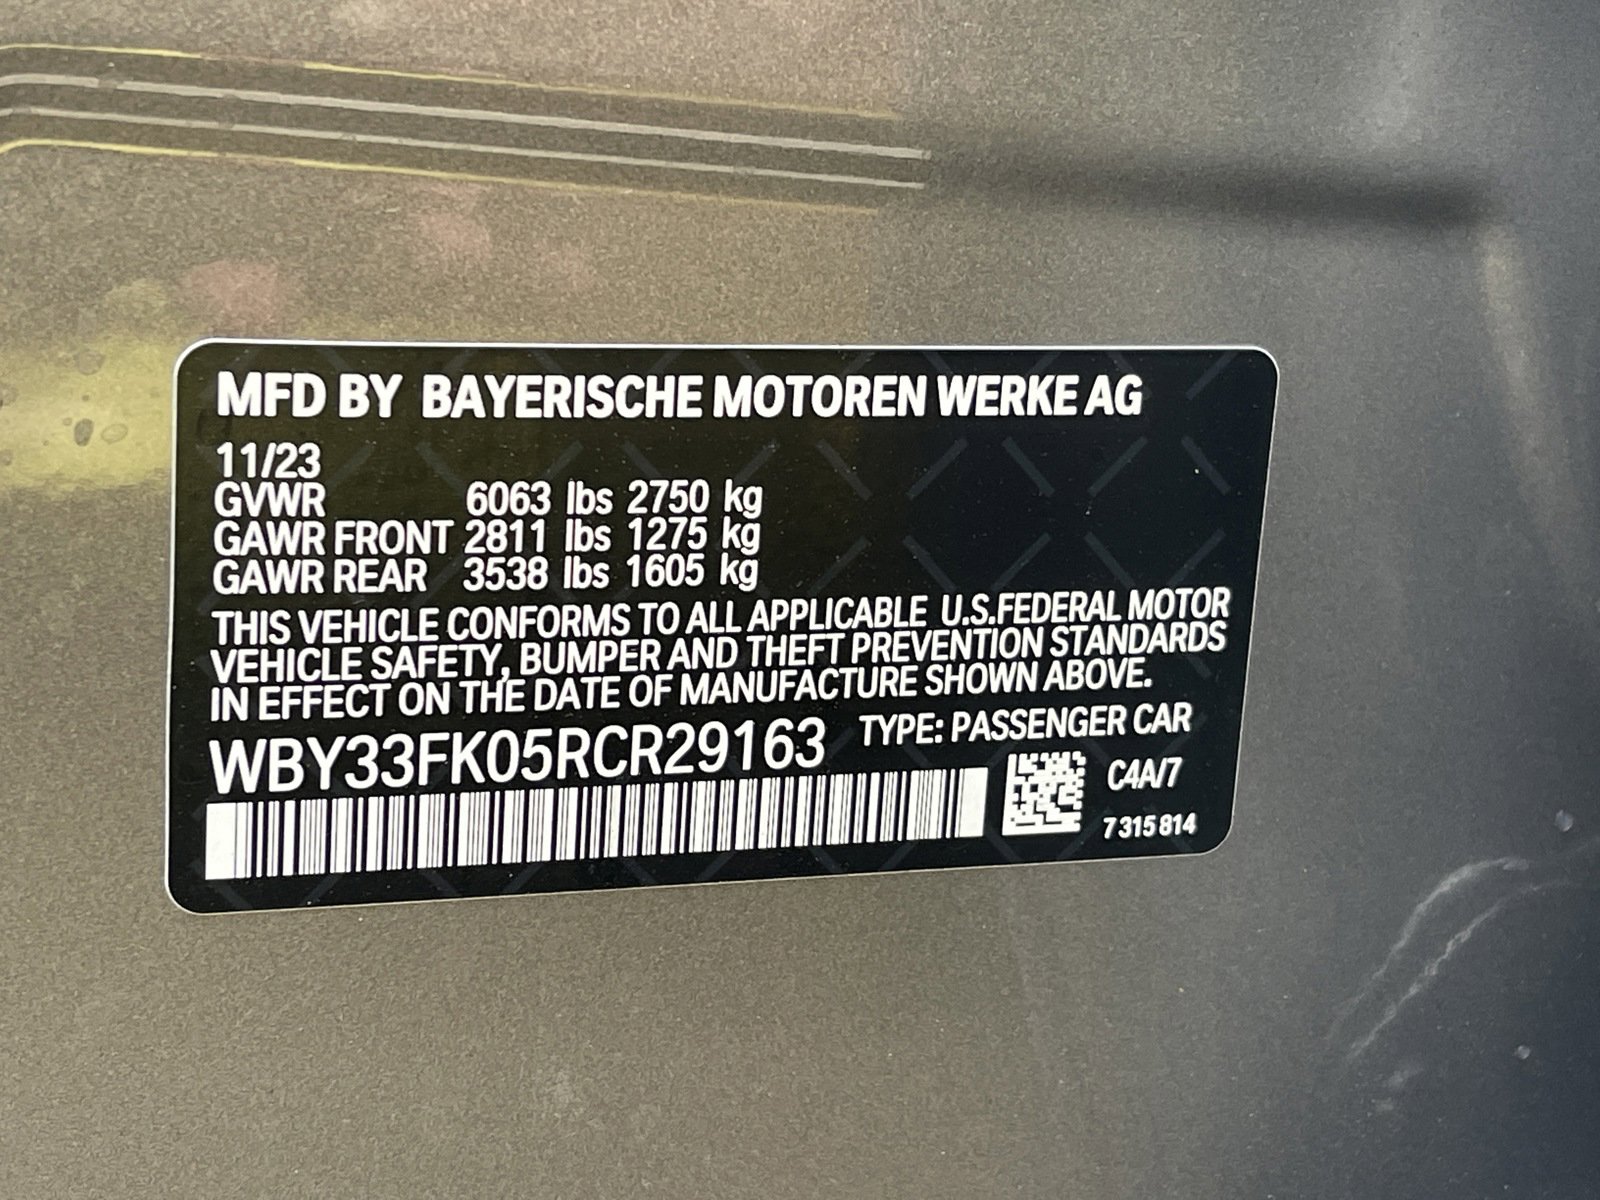 MFD BY BAYERISCHE MOTOREN WERKE AG
11/23
GVWR 6063 lbs 2750 kg
GAWR FRONT 2811 lbs 1275 kg
GAWR REAR 3538 lbs 1605 kg
THIS VEHICLE CONFORMS TO ALL APPLICABLE U.S.FEDERAL MOTOR
VEHICLE SAFETY, BUMPER AND THEFT PREVENTION STANDARDS
IN EFFECT ON THE DATE OF MANUFACTURE SHOWN ABOVE.
WBY33FK05RCR29163 TYPE: PASSENGER CAR
C4A/7
7 315 814